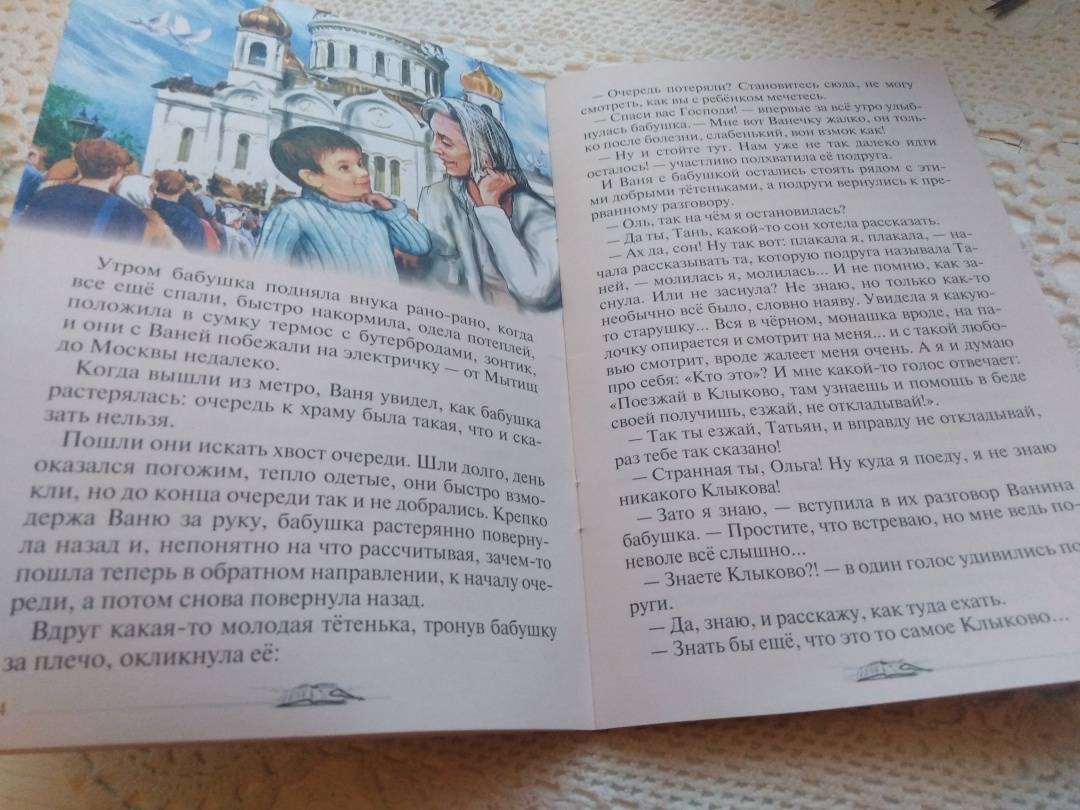 Утром бабушка подняла внука рано-рано, когда
все ещё спали, быстро накормила, одела потеплей,
положила в сумку термос с бутербродами, зонтик,
и они с Ваней побежали на электричку — от Мытищ
до Москвы недалеко.
Когда вышли из метро, Ваня увидел, как бабушка
растерялась: очередь к храму была такая, что и ска-
зать нельзя.
Пошли они искать хвост очереди. Шли долго, день
оказался погожим, тепло одетые, они быстро взмо-
кли, но до конца очереди так и не добрались. Крепко
держа Ваню за руку, бабушка растерянно поверну-
ла назад и, непонятно на что рассчитывая, зачем-то
пошла теперь в обратном направлении, к началу оче-
реди, а потом снова повернула назад.
Вдруг какая-то молодая тётенька, тронув бабушку
за плечо, окликнула её:
4
— Очередь потеряли? Становитесь сюда, не могу
смотреть, как вы с ребёнком мечетесь.
— Спаси вас Господи! — впервые за всё утро улыб-
нулась бабушка. — Мне вот Ванечку жалко, он толь-
ко после болезни, слабенький, вон взмок как!
— Ну и стойте тут. Нам уже не так далеко идти
осталось! — участливо подхватила её подруга.
И Ваня с бабушкой остались стоять рядом с эти-
ми добрыми тётеньками, а подруги вернулись к пре-
рванному разговору.
— Оль, так на чём я остановилась?
— Да ты, Тань, какой-то сон хотела рассказать.
— Ах да, сон! Ну так вот: плакала я, плакала, — на-
чала рассказывать та, которую подруга называла Та-
ней, — молилась я, молилась... И не помню, как за-
снула. Или не заснула? Не знаю, но только как-то
необычно всё было, словно наяву. Увидела я какую-
то старушку... Вся в чёрном, монашка вроде, на па-
лочку опирается и смотрит на меня... и с такой любо-
вью смотрит, вроде жалеет меня очень. А я и думаю
про себя: «Кто это»? И мне какой-то голос отвечает:
«Поезжай в Клыково, там узнаешь и помощь в беде
своей получишь, езжай, не откладывай!».
— Так ты езжай, Татьян, и вправду не откладывай,
раз тебе так сказано!
— Странная ты, Ольга! Ну куда я поеду, я не знаю
никакого Клыкова!
— Зато я знаю, — вступила в их разговор Ванина
бабушка. — Простите, что встреваю, но мне ведь по-
неволе всё слышно...
— Знаете Клыково?! — в один голос удивились по
руги.
— Да, знаю, и расскажу, как туда ехать.
— Знать бы ещё, что это то самое Клыково...